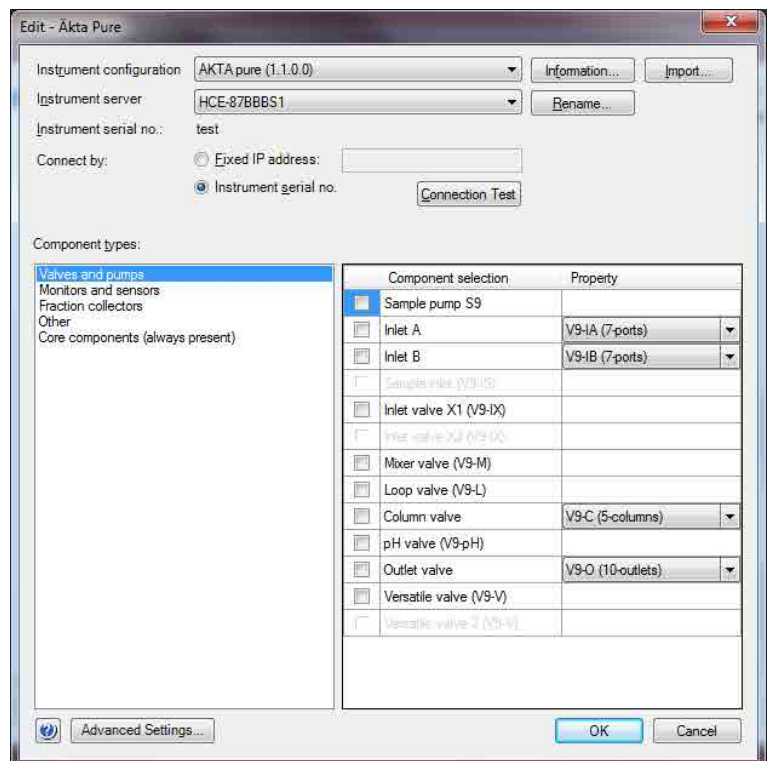 Edit - Äkta Pure
Instrument configuration AKTA pure (1.1.0.0) Information... Import...
Instrument server HCE-87BBBS1 Rename...
Instrument serial no.: test
Connect by: Fixed IP address:
Instrument serial no. Connection Test
Component types:
Valves and pumps
Monitors and sensors
Fraction collectors
Other
Core components (always present)
Component selection Property
Sample pump S9
Inlet A V9-IA (7-ports)
Inlet B V9-IB (7-ports)
Sample inlet (V9-IS)
Inlet valve X1 (V9-IX)
Inlet valve X2 (V9-IX)
Mixer valve (V9-M)
Loop valve (V9-L)
Column valve V9-C (5-columns)
pH valve (V9-pH)
Outlet valve V9-O (10-outlets)
Versatile valve (V9-V)
Versatile valve 2 (V9-V)
Advanced Settings... OK Cancel